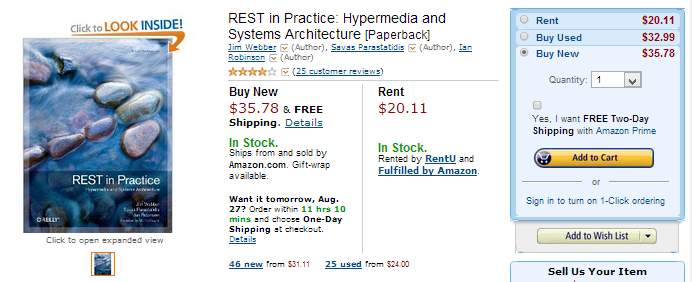 Click to LOOK INSIDE!
REST in Practice
Hypermedia and Systems Architecture
Jim Webber
Savas Parastatidis
Ian Robinson
O'REILLY
Click to open expanded view
REST in Practice: Hypermedia and
Systems Architecture [Paperback]
Jim Webber (Author), Savas Parastatidis (Author), Ian
Robinson (Author)
(25 customer reviews)
Buy New
$35.78 & FREE
Shipping. Details
In Stock.
Ships from and sold by
Amazon.com. Gift-wrap
available.
Want it tomorrow, Aug.
27? Order within 11 hrs 10
mins and choose One-Day
Shipping at checkout.
Details
Rent
$20.11
In Stock.
Rented by RentU and
Fulfilled by Amazon.
46 new from $31.11 25 used from $24.00
Rent $20.11
Buy Used $32.99
Buy New $35.78
Quantity: 1
Yes, I want FREE Two-Day
Shipping with Amazon Prime
Add to Cart
or
Sign in to turn on 1-Click ordering
Add to Wish List
Sell Us Your Item